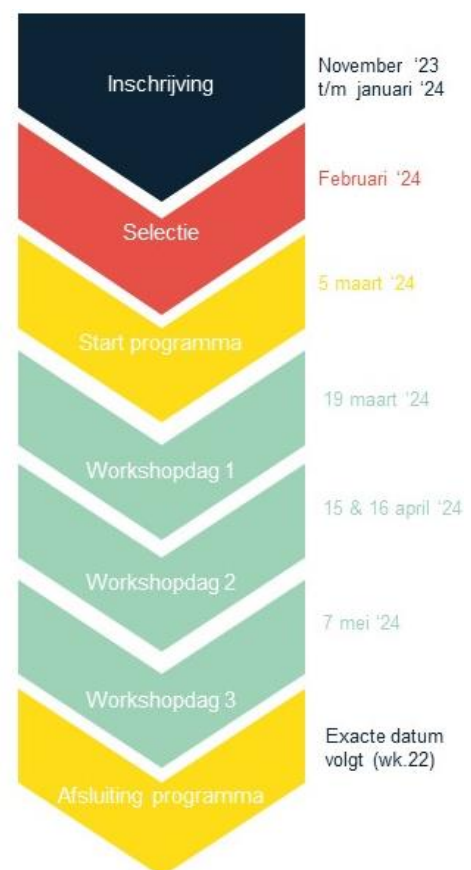 Inschrijving
November ‘23
t/m januari ‘24
Selectie
Februari ‘24
Start programma
5 maart ‘24
Workshopdag 1
19 maart ‘24
Workshopdag 2
15 & 16 april ‘24
Workshopdag 3
7 mei ‘24
Afsluiting programma
Exacte datum
volgt (wk.22)